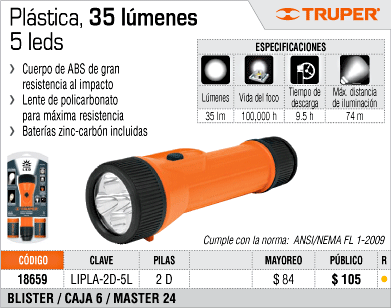 Plástica, 35 lúmenes
5 leds
TRUPER
› Cuerpo de ABS de gran
resistencia al impacto
› Lente de policarbonato
para máxima resistencia
› Baterías zinc-carbón incluidas
ESPECIFICACIONES
Lúmenes Vida del foco Tiempo de descarga Máx. distancia de iluminación
35 lm 100,000 h 9.5 h 74 m
Cumple con la norma: ANSI/NEMA FL 1-2009
CÓDIGO CLAVE PILAS MAYOREO PÚBLICO R
18659 LIPLA-2D-5L 2 D $ 84 $ 105
BLISTER / CAJA 6 / MASTER 24